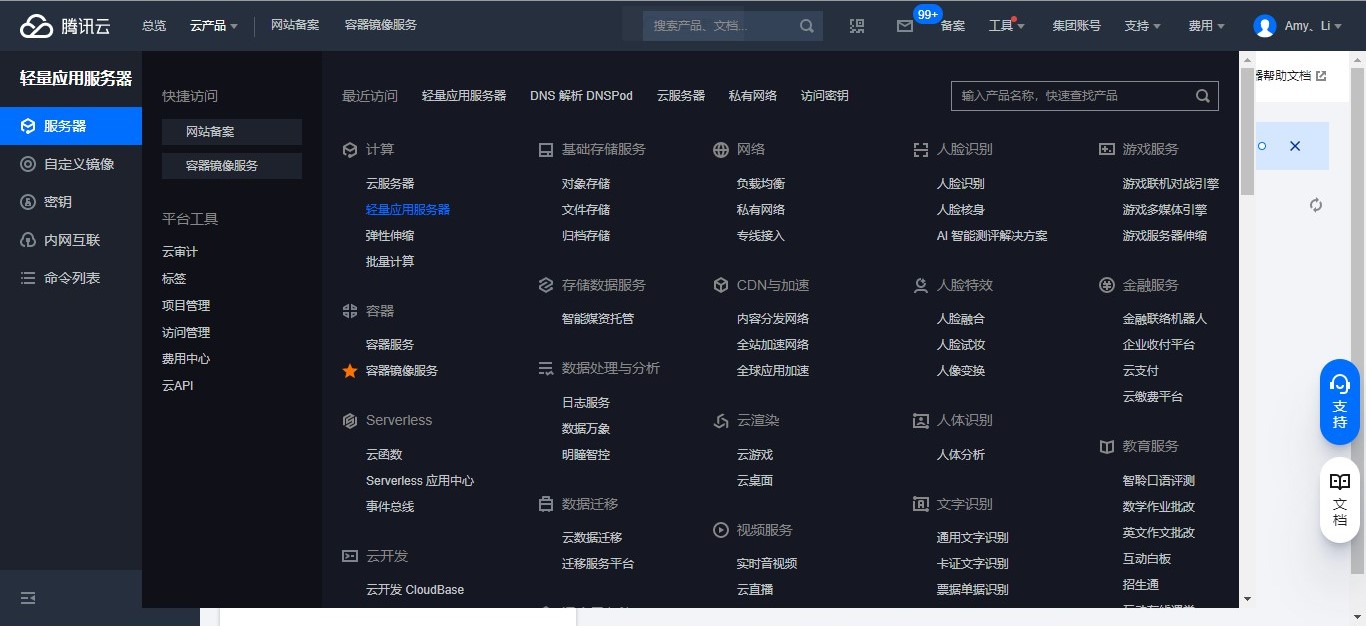 腾讯云
总览
云产品
网站备案
容器镜像服务
搜索产品、文档...
99+
备案
工具
集团账号
支持
费用
Amy、Li
轻量应用服务器
服务器
自定义镜像
密钥
内网互联
命令列表
快捷访问
网站备案
容器镜像服务
平台工具
云审计
标签
项目管理
访问管理
费用中心
云API
最近访问
轻量应用服务器
DNS 解析 DNSPod
云服务器
私有网络
访问密钥
输入产品名称，快速查找产品
计算
云服务器
轻量应用服务器
弹性伸缩
批量计算
容器
容器服务
容器镜像服务
Serverless
云函数
Serverless 应用中心
事件总线
云开发
云开发 CloudBase
基础存储服务
对象存储
文件存储
归档存储
存储数据服务
智能媒资托管
数据处理与分析
日志服务
数据万象
明瞳智控
数据迁移
云数据迁移
迁移服务平台
网络
负载均衡
私有网络
专线接入
CDN与加速
内容分发网络
全站加速网络
全球应用加速
云渲染
云游戏
云桌面
视频服务
实时音视频
云直播
人脸识别
人脸识别
人脸核身
AI 智能测评解决方案
人脸特效
人脸融合
人脸试妆
人像变换
人体识别
人体分析
文字识别
通用文字识别
卡证文字识别
票据单据识别
游戏服务
游戏联机对战引擎
游戏多媒体引擎
游戏服务器伸缩
金融服务
金融联络机器人
企业收付平台
云支付
云缴费平台
教育服务
智聆口语评测
数学作业批改
英文作文批改
互动白板
招生通
器帮助文档
支持
文档